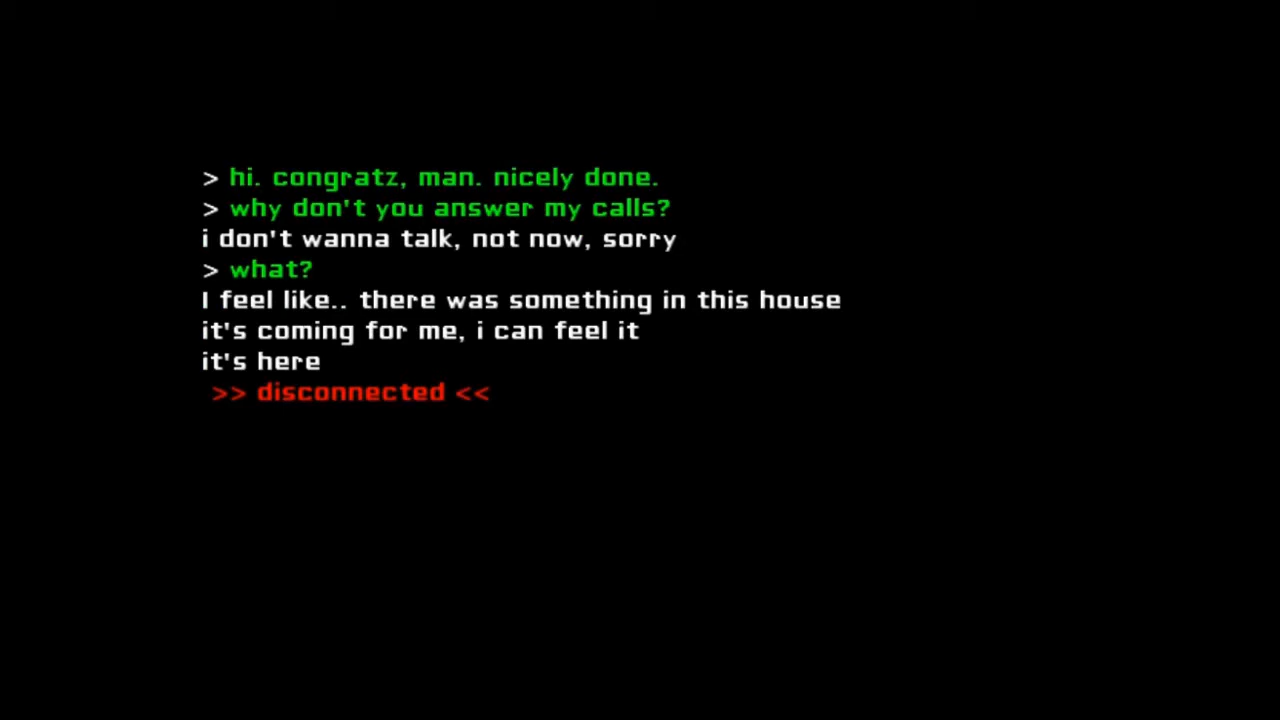 > hi. congratz, man. nicely done.
> why don't you answer my calls?
i don't wanna talk, not now, sorry
> what?
I feel like.. there was something in this house
it's coming for me, i can feel it
it's here
>> disconnected <<